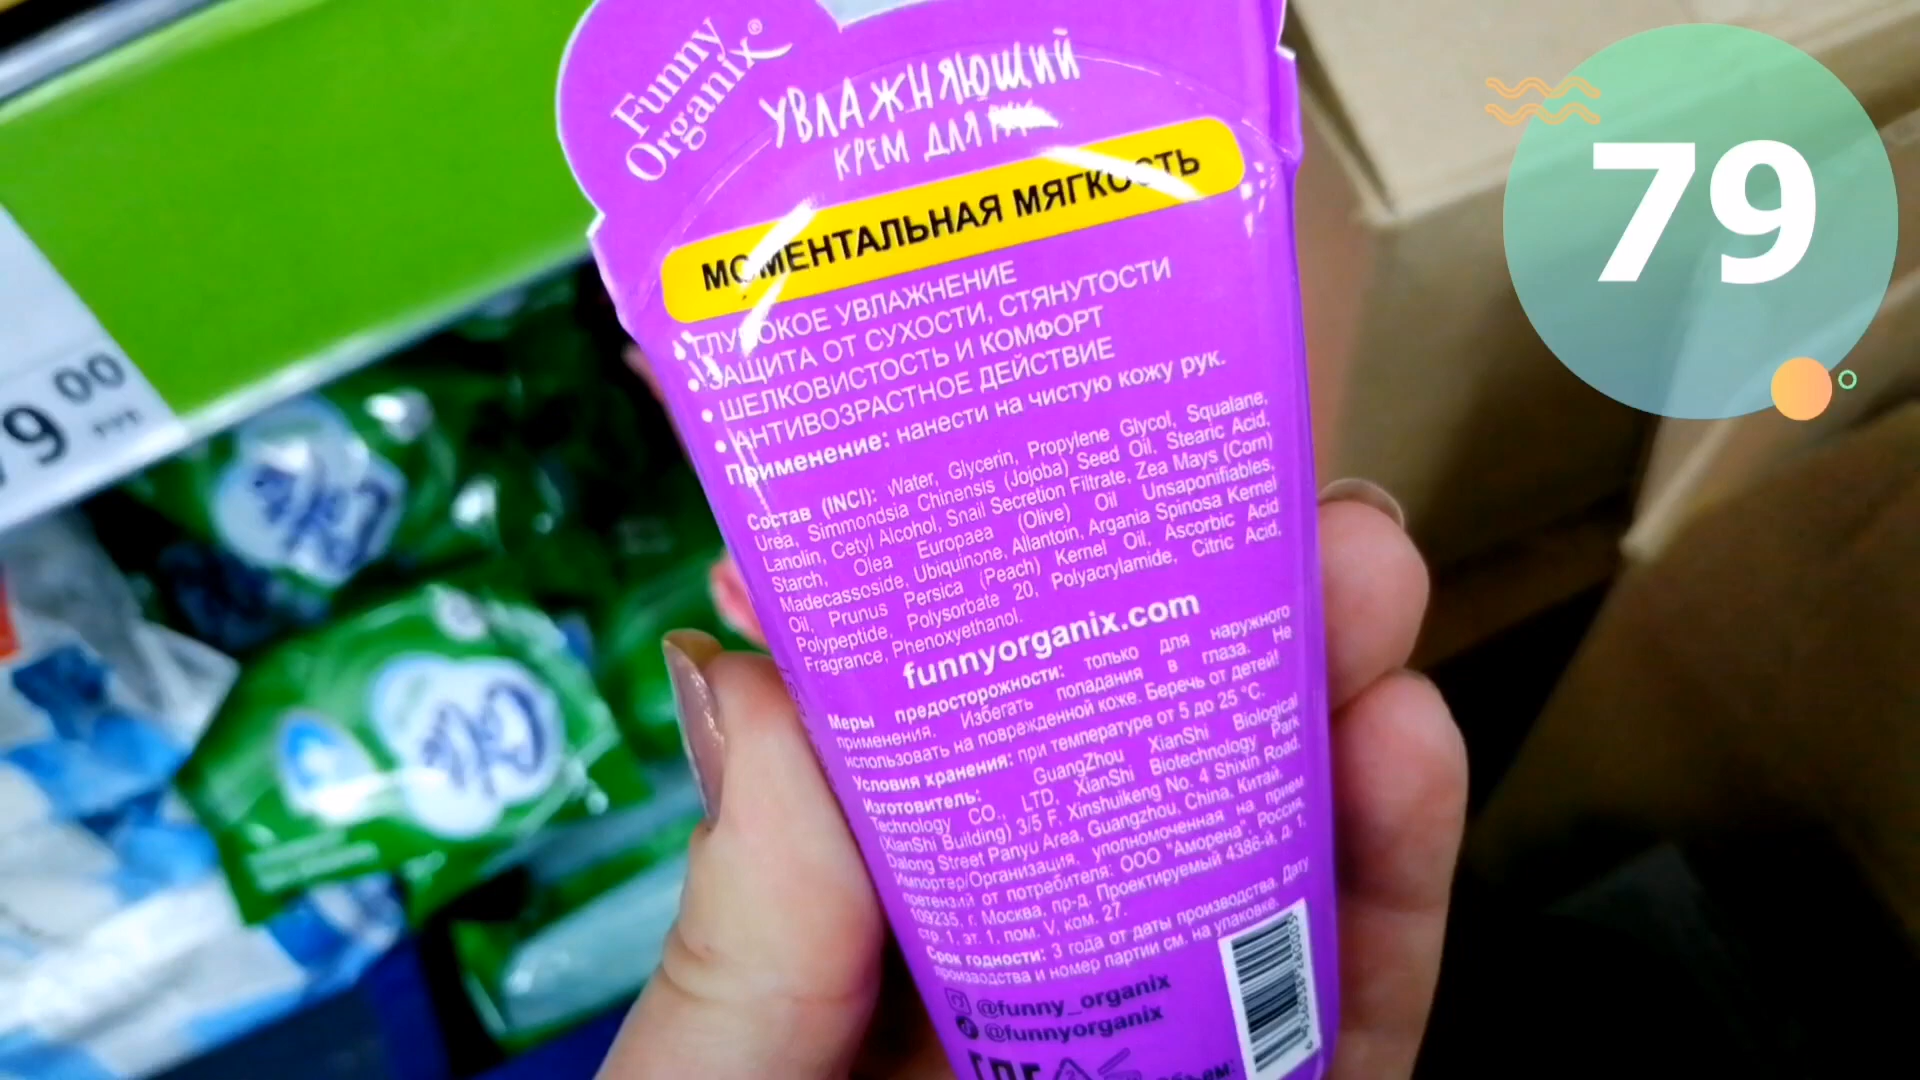 Funny
Organix®
УВЛАЖНЯЮЩИЙ
КРЕМ ДЛЯ РУК
МОМЕНТАЛЬНАЯ МЯГКОСТЬ
• ГЛУБОКОЕ УВЛАЖНЕНИЕ
• ЗАЩИТА ОТ СУХОСТИ, СТЯНУТОСТИ
• ШЕЛКОВИСТОСТЬ И КОМФОРТ
• АНТИВОЗРАСТНОЕ ДЕЙСТВИЕ
Применение: нанести на чистую кожу рук.
Состав (INCI): Water, Glycerin, Propylene Glycol, Squalane,
Urea, Simmondsia Chinensis (Jojoba) Seed Oil, Stearic Acid,
Lanolin, Cetyl Alcohol, Snail Secretion Filtrate, Zea Mays (Corn)
Starch, Olea Europaea (Olive) Oil Unsaponifiables,
Madecassoside, Ubiquinone, Allantoin, Argania Spinosa Kernel
Oil, Prunus Persica (Peach) Kernel Oil, Ascorbic Acid
Polypeptide, Polysorbate 20, Polyacrylamide, Citric Acid,
Fragrance, Phenoxyethanol.
funnyorganix.com
Меры предосторожности: только для наружного
применения. Избегать попадания в глаза. Не
использовать на поврежденной коже. Беречь от детей!
Условия хранения: при температуре от 5 до 25 °C.
Изготовитель: GuangZhou XianShi Biological
Technology CO., LTD, XianShi Biotechnology Park
(XianShi Building) 3/5 F, Xinshuikeng No. 4 Shixin Road,
Dalong Street Panyu Area, Guangzhou, China. Китай.
Импортер/Организация, уполномоченная на прием
претензий от потребителя: ООО "Аморена", Россия,
109235, г. Москва, пр-д. Проектируемый 4386-й, д. 1,
стр. 1, эт. 1, пом. V, ком. 27.
Срок годности: 3 года от даты производства. Дату
производства и номер партии см. на упаковке.
@funny_organix
@funnyorganix
79
9 00
CoCle